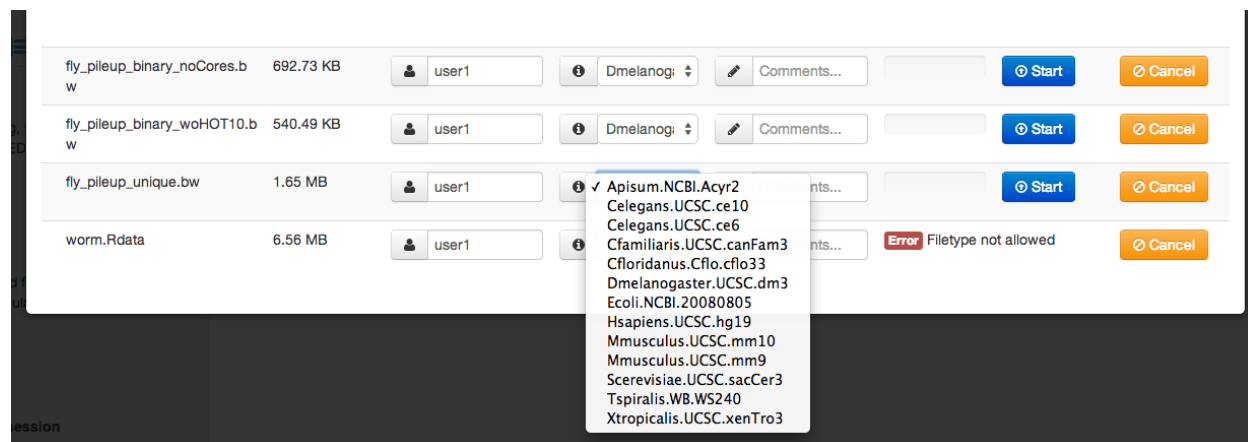 fly_pileup_binary_noCores.b
w
692.73 KB
user1
Dmelanoga
Comments...
Start
Cancel
fly_pileup_binary_woHOT10.b
w
540.49 KB
user1
Dmelanoga
Comments...
Start
Cancel
fly_pileup_unique.bw
1.65 MB
user1
nts...
Start
Cancel
✓ Apisum.NCBI.Acyr2
Celegans.UCSC.ce10
Celegans.UCSC.ce6
Cfamiliaris.UCSC.canFam3
Cfloridanus.Cflo.cflo33
Dmelanogaster.UCSC.dm3
Ecoli.NCBI.20080805
Hsapiens.UCSC.hg19
Mmusculus.UCSC.mm10
Mmusculus.UCSC.mm9
Scerevisiae.UCSC.sacCer3
Tspiralis.WB.WS240
Xtropicalis.UCSC.xenTro3
worm.Rdata
6.56 MB
user1
nts...
Error Filetype not allowed
Cancel
ession